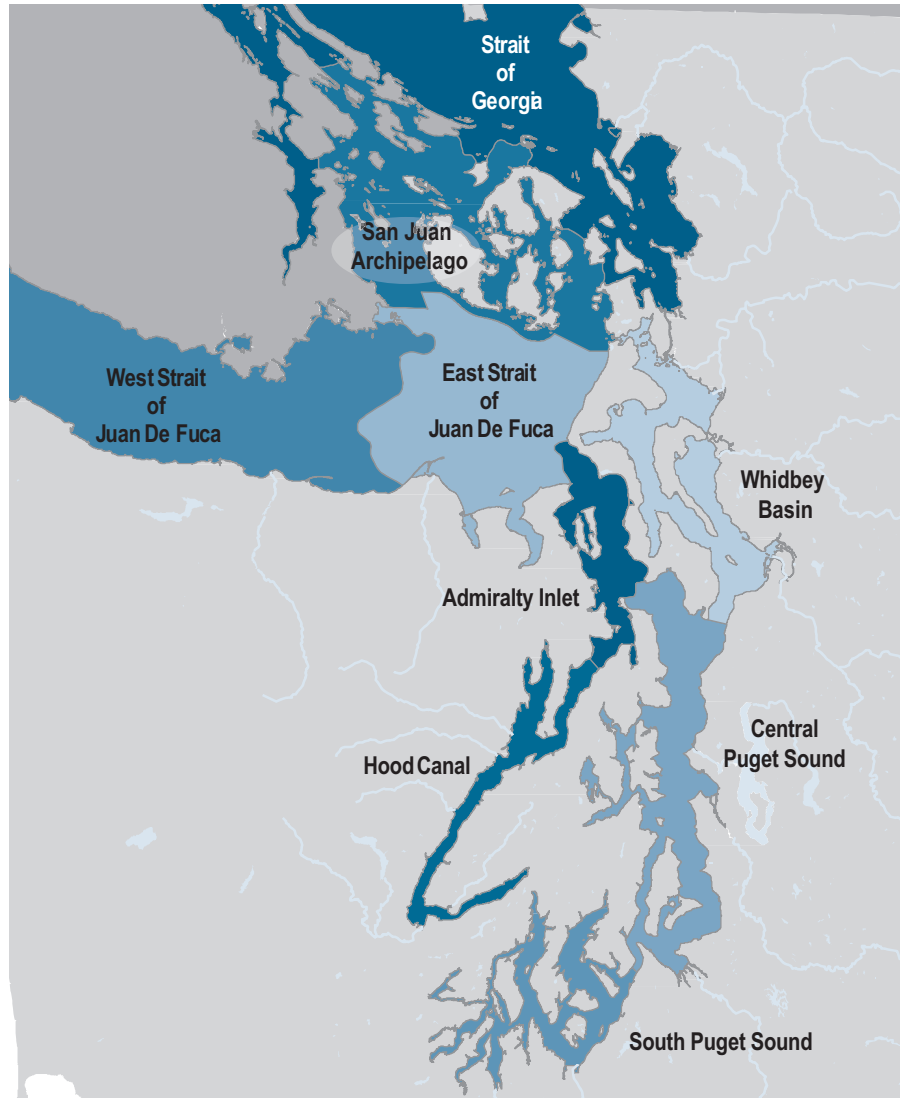 Strait
of
Georgia
San Juan
Archipelago
West Strait
of
Juan De Fuca
East Strait
of
Juan De Fuca
Whidbey
Basin
Admiralty Inlet
Central
Puget Sound
Hood Canal
South Puget Sound